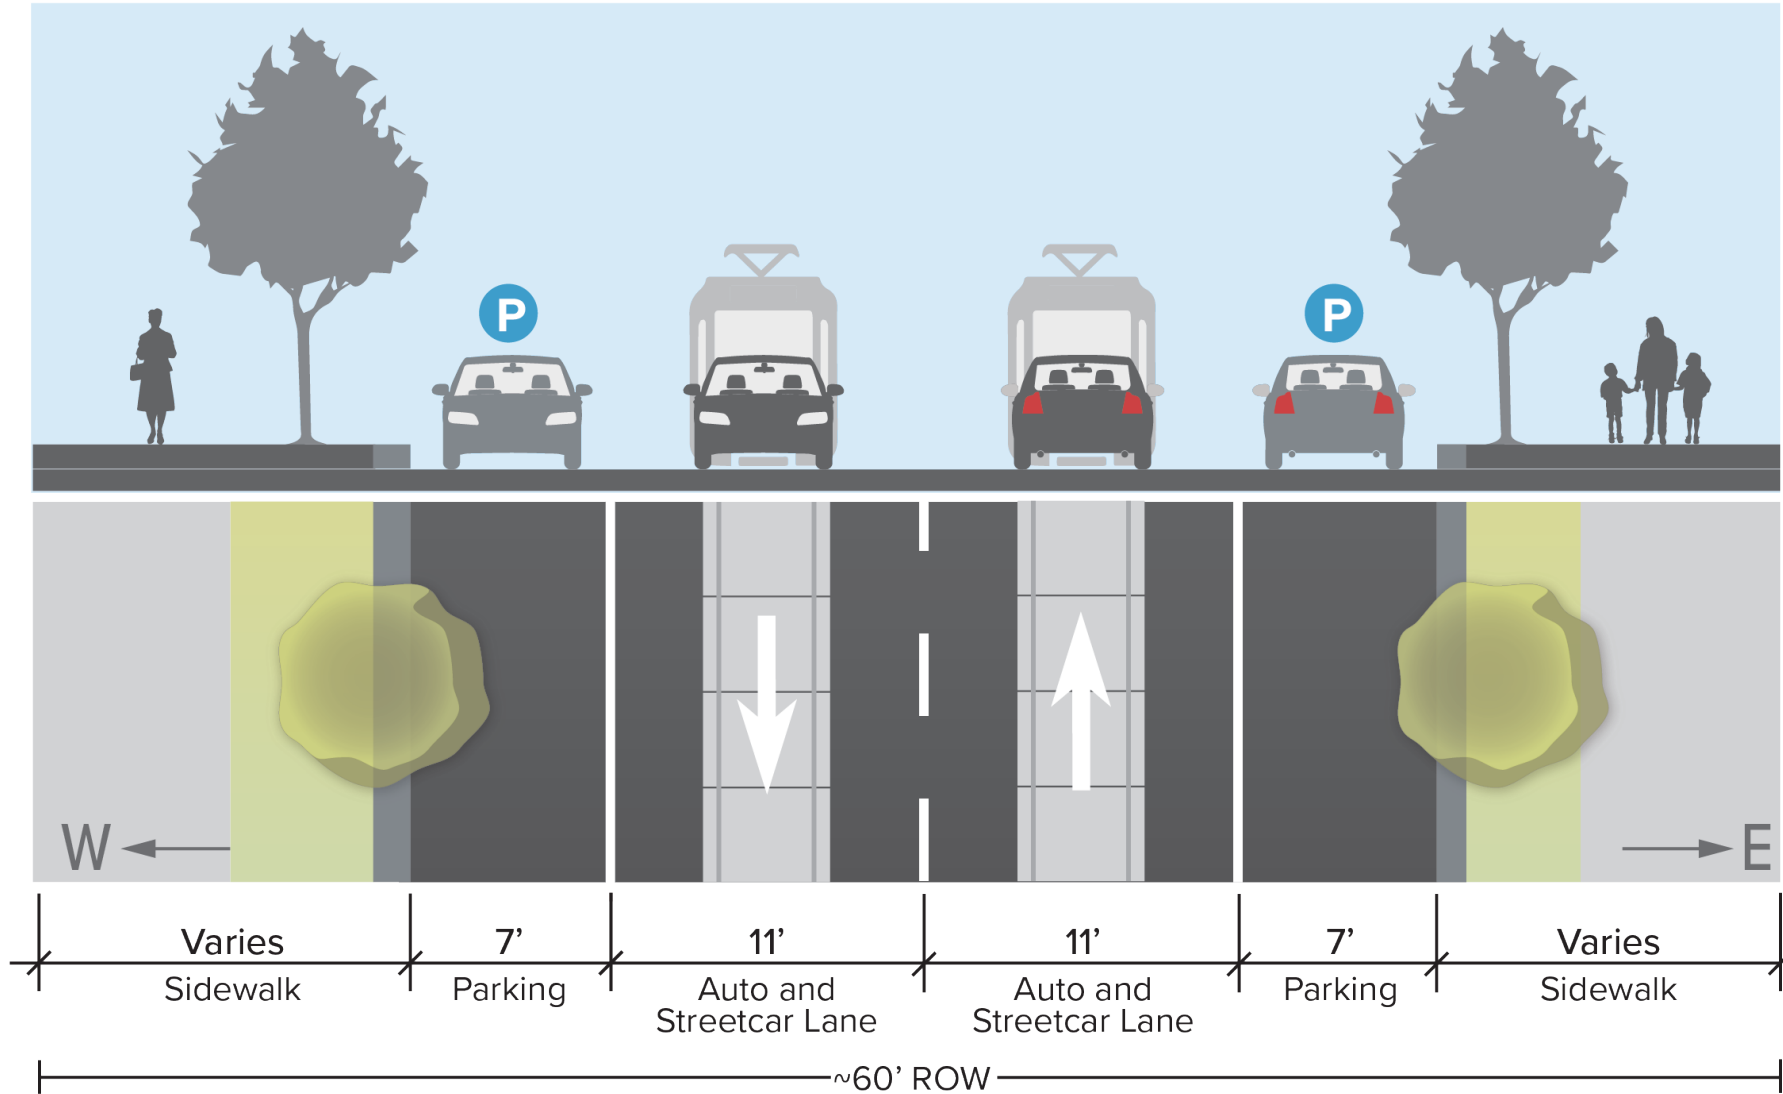 P
P
W
E
Varies
7’
11’
11’
7’
Varies
Sidewalk
Parking
Auto and
Streetcar Lane
Auto and
Streetcar Lane
Parking
Sidewalk
~60’ ROW